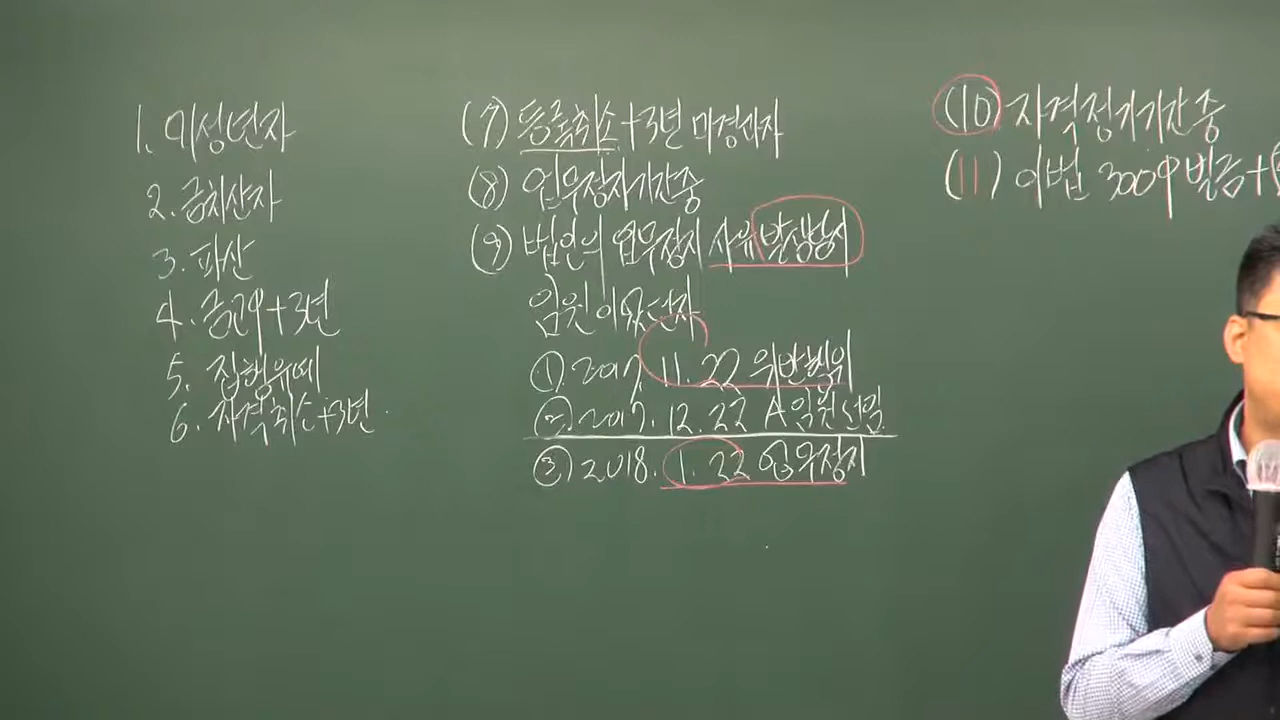 1. 미성년자
2. 금치산자
3. 파산
4. 금고이+3년
5. 집행유예
6. 자격취소+3년
(7) 등록취소+3년 미경과자
(8) 업무정지기간중
(9) 법인의 업무정지 사유발생당시
임원이었던자
① 2017. 11. 22 위반행위
② 2017. 12. 22 A임원선임
③ 2018. 1. 22 업무정지
(10) 자격정지기간중
(11) 이법 300이벌금+(